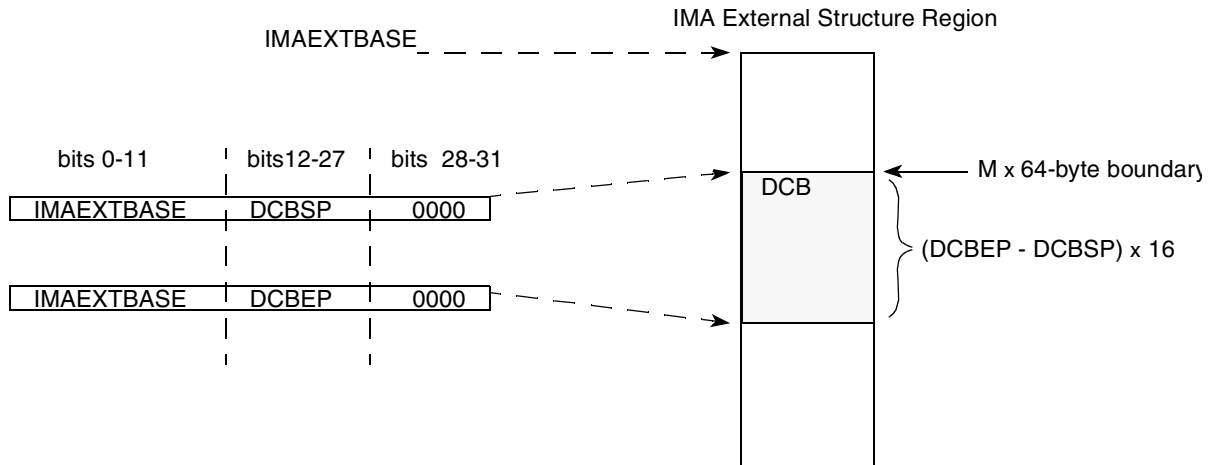 IMA External Structure Region
IMAEXTBASE
bits 0-11 bits12-27 bits 28-31
M x 64-byte boundary
DCB
IMAEXTBASE DCBSP 0000
(DCBEP - DCBSP) x 16
IMAEXTBASE DCBEP 0000